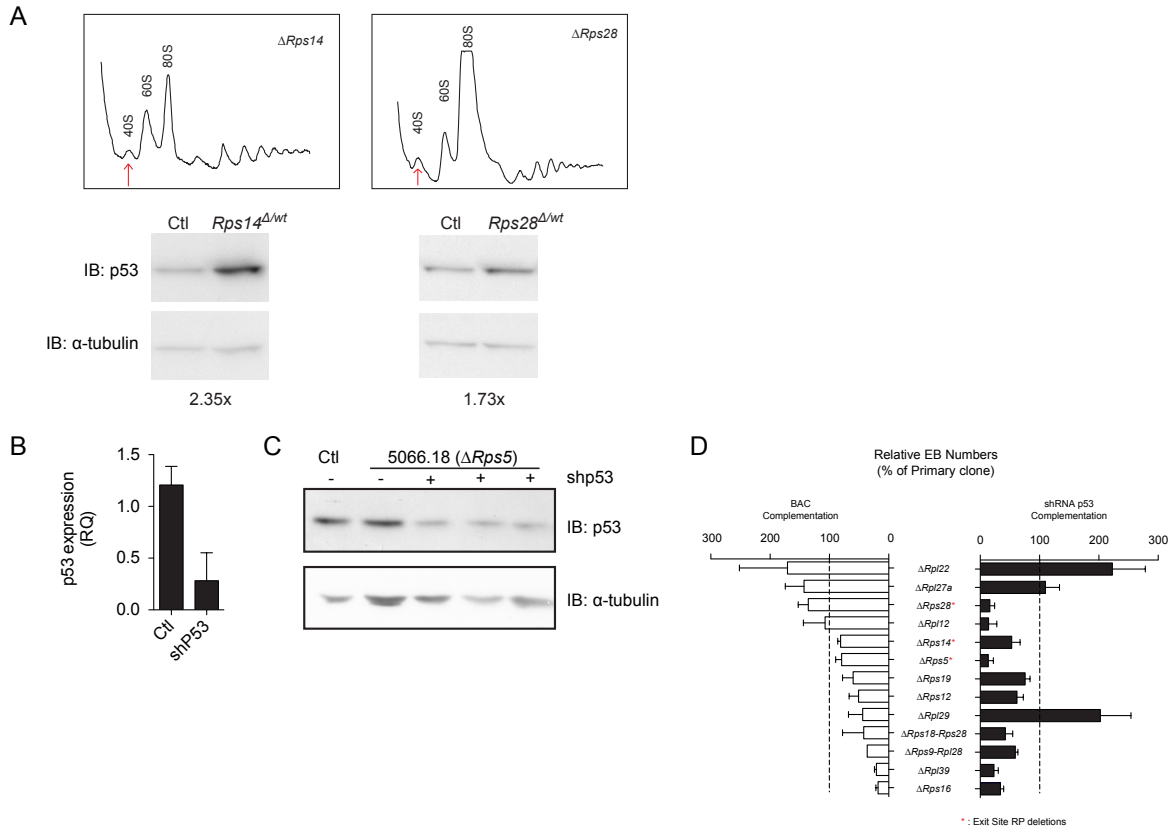 A
ΔRps14
40S
60S
80S
ΔRps28
40S
60S
80S
Ctl Rps14Δ/wt
Ctl Rps28Δ/wt
IB: p53
IB: α-tubulin
2.35x
1.73x
B
p53 expression
(RQ)
1.5
1.0
0.5
0.0
Ctl
shP53
C
Ctl 5066.18 (ΔRps5)
- - + + + shp53
IB: p53
IB: α-tubulin
D
Relative EB Numbers
(% of Primary clone)
BAC
Complementation
shRNA p53
Complementation
300 200 100 0
0 100 200 300
ΔRpl22
ΔRpl27a
ΔRps28*
ΔRpl12
ΔRps14*
ΔRps5*
ΔRps19
ΔRps12
ΔRpl29
ΔRps18-Rps28
ΔRps9-Rpl28
ΔRpl39
ΔRps16
* : Exit Site RP deletions